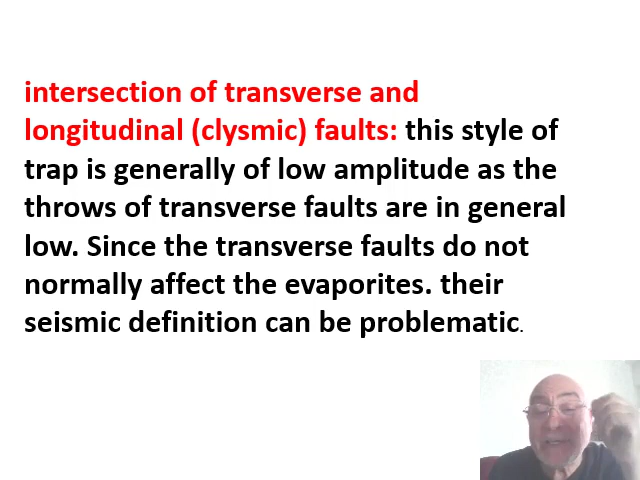 intersection of transverse and
longitudinal (clysmic) faults: this style of
trap is generally of low amplitude as the
throws of transverse faults are in general
low. Since the transverse faults do not
normally affect the evaporites. their
seismic definition can be problematic.